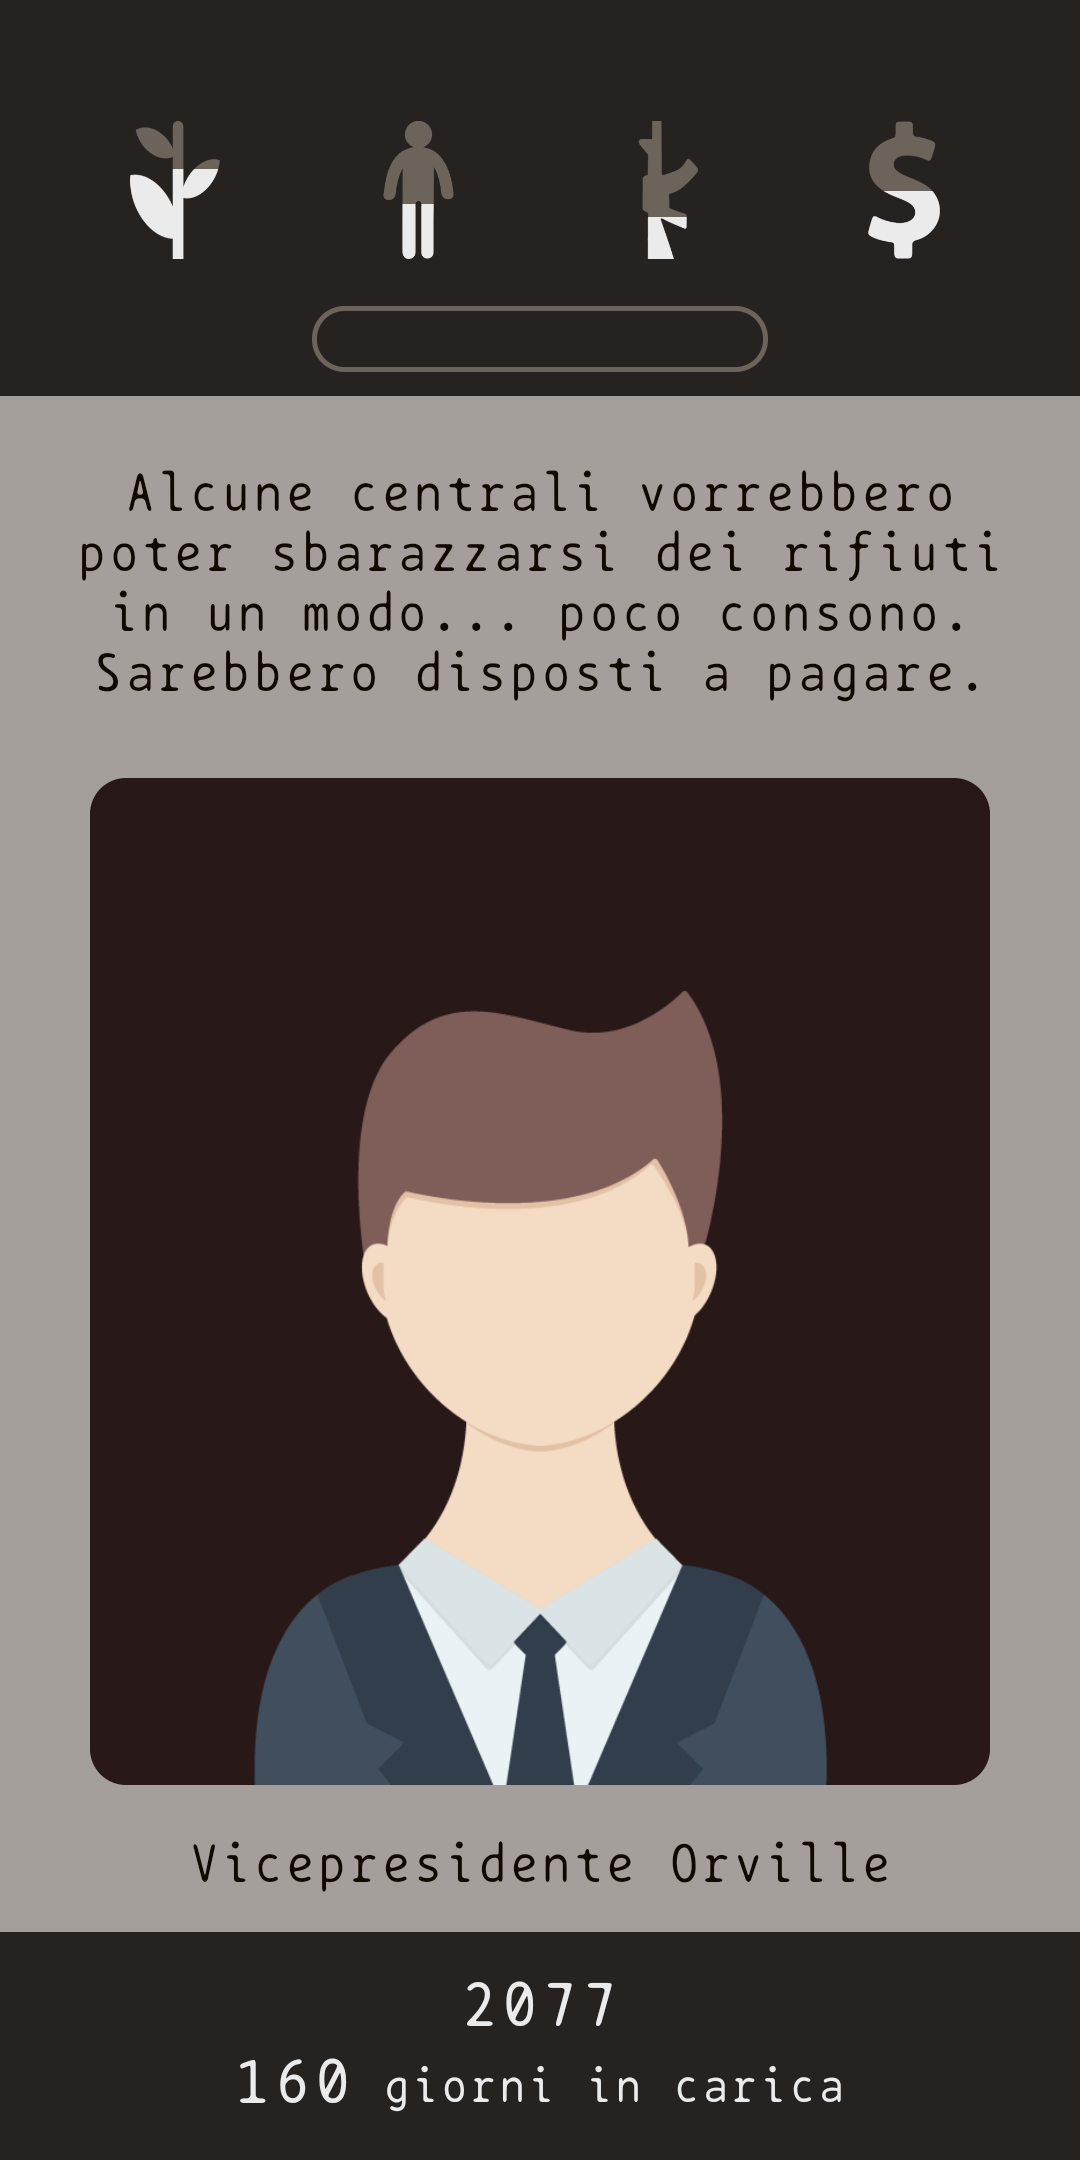 Alcune centrali vorrebbero
poter sbarazzarsi dei rifiuti
in un modo... poco consono.
Sarebbero disposti a pagare.
Vicepresidente Orville
2077
160 giorni in carica